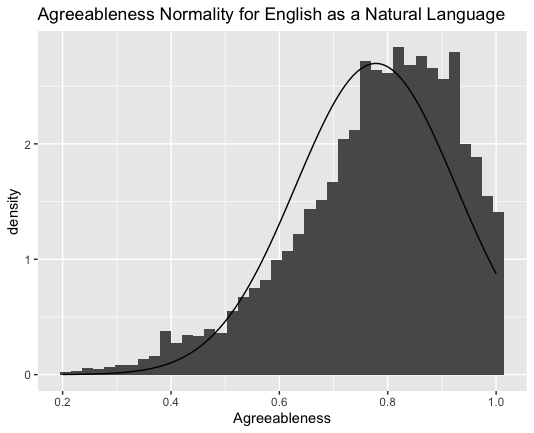 Agreeableness Normality for English as a Natural Language
density
2
1
0
0.2 0.4 0.6 0.8 1.0
Agreeableness